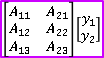 [A₁₁ A₂₁] [y₁]
[A₁₂ A₂₂] [y₂]
[A₁₃ A₂₃]